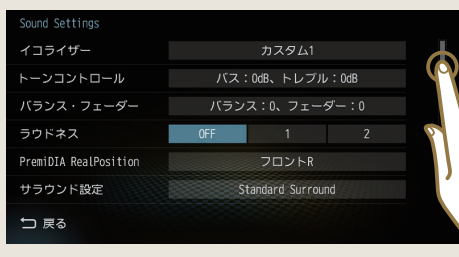 Sound Settings
イコライザー カスタム1
トーンコントロール バス：0dB、トレブル：0dB
バランス・フェーダー バランス：0、フェーダー：0
ラウドネス OFF 1 2
PremiDIA RealPosition フロントR
サラウンド設定 Standard Surround
戻る